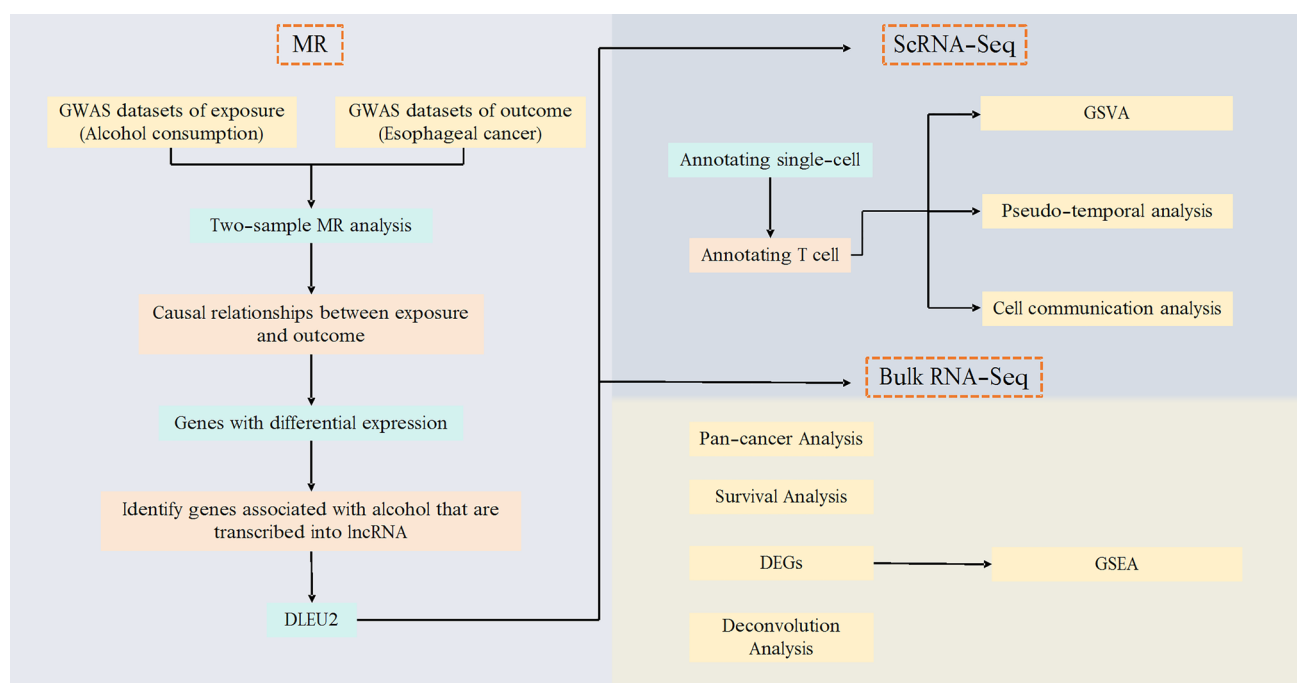 MR
GWAS datasets of exposure
(Alcohol consumption)
GWAS datasets of outcome
(Esophageal cancer)
Two-sample MR analysis
Causal relationships between exposure
and outcome
Genes with differential expression
Identify genes associated with alcohol that are
transcribed into lncRNA
DLEU2
ScRNA-Seq
Annotating single-cell
Annotating T cell
GSVA
Pseudo-temporal analysis
Cell communication analysis
Bulk RNA-Seq
Pan-cancer Analysis
Survival Analysis
DEGs
GSEA
Deconvolution
Analysis